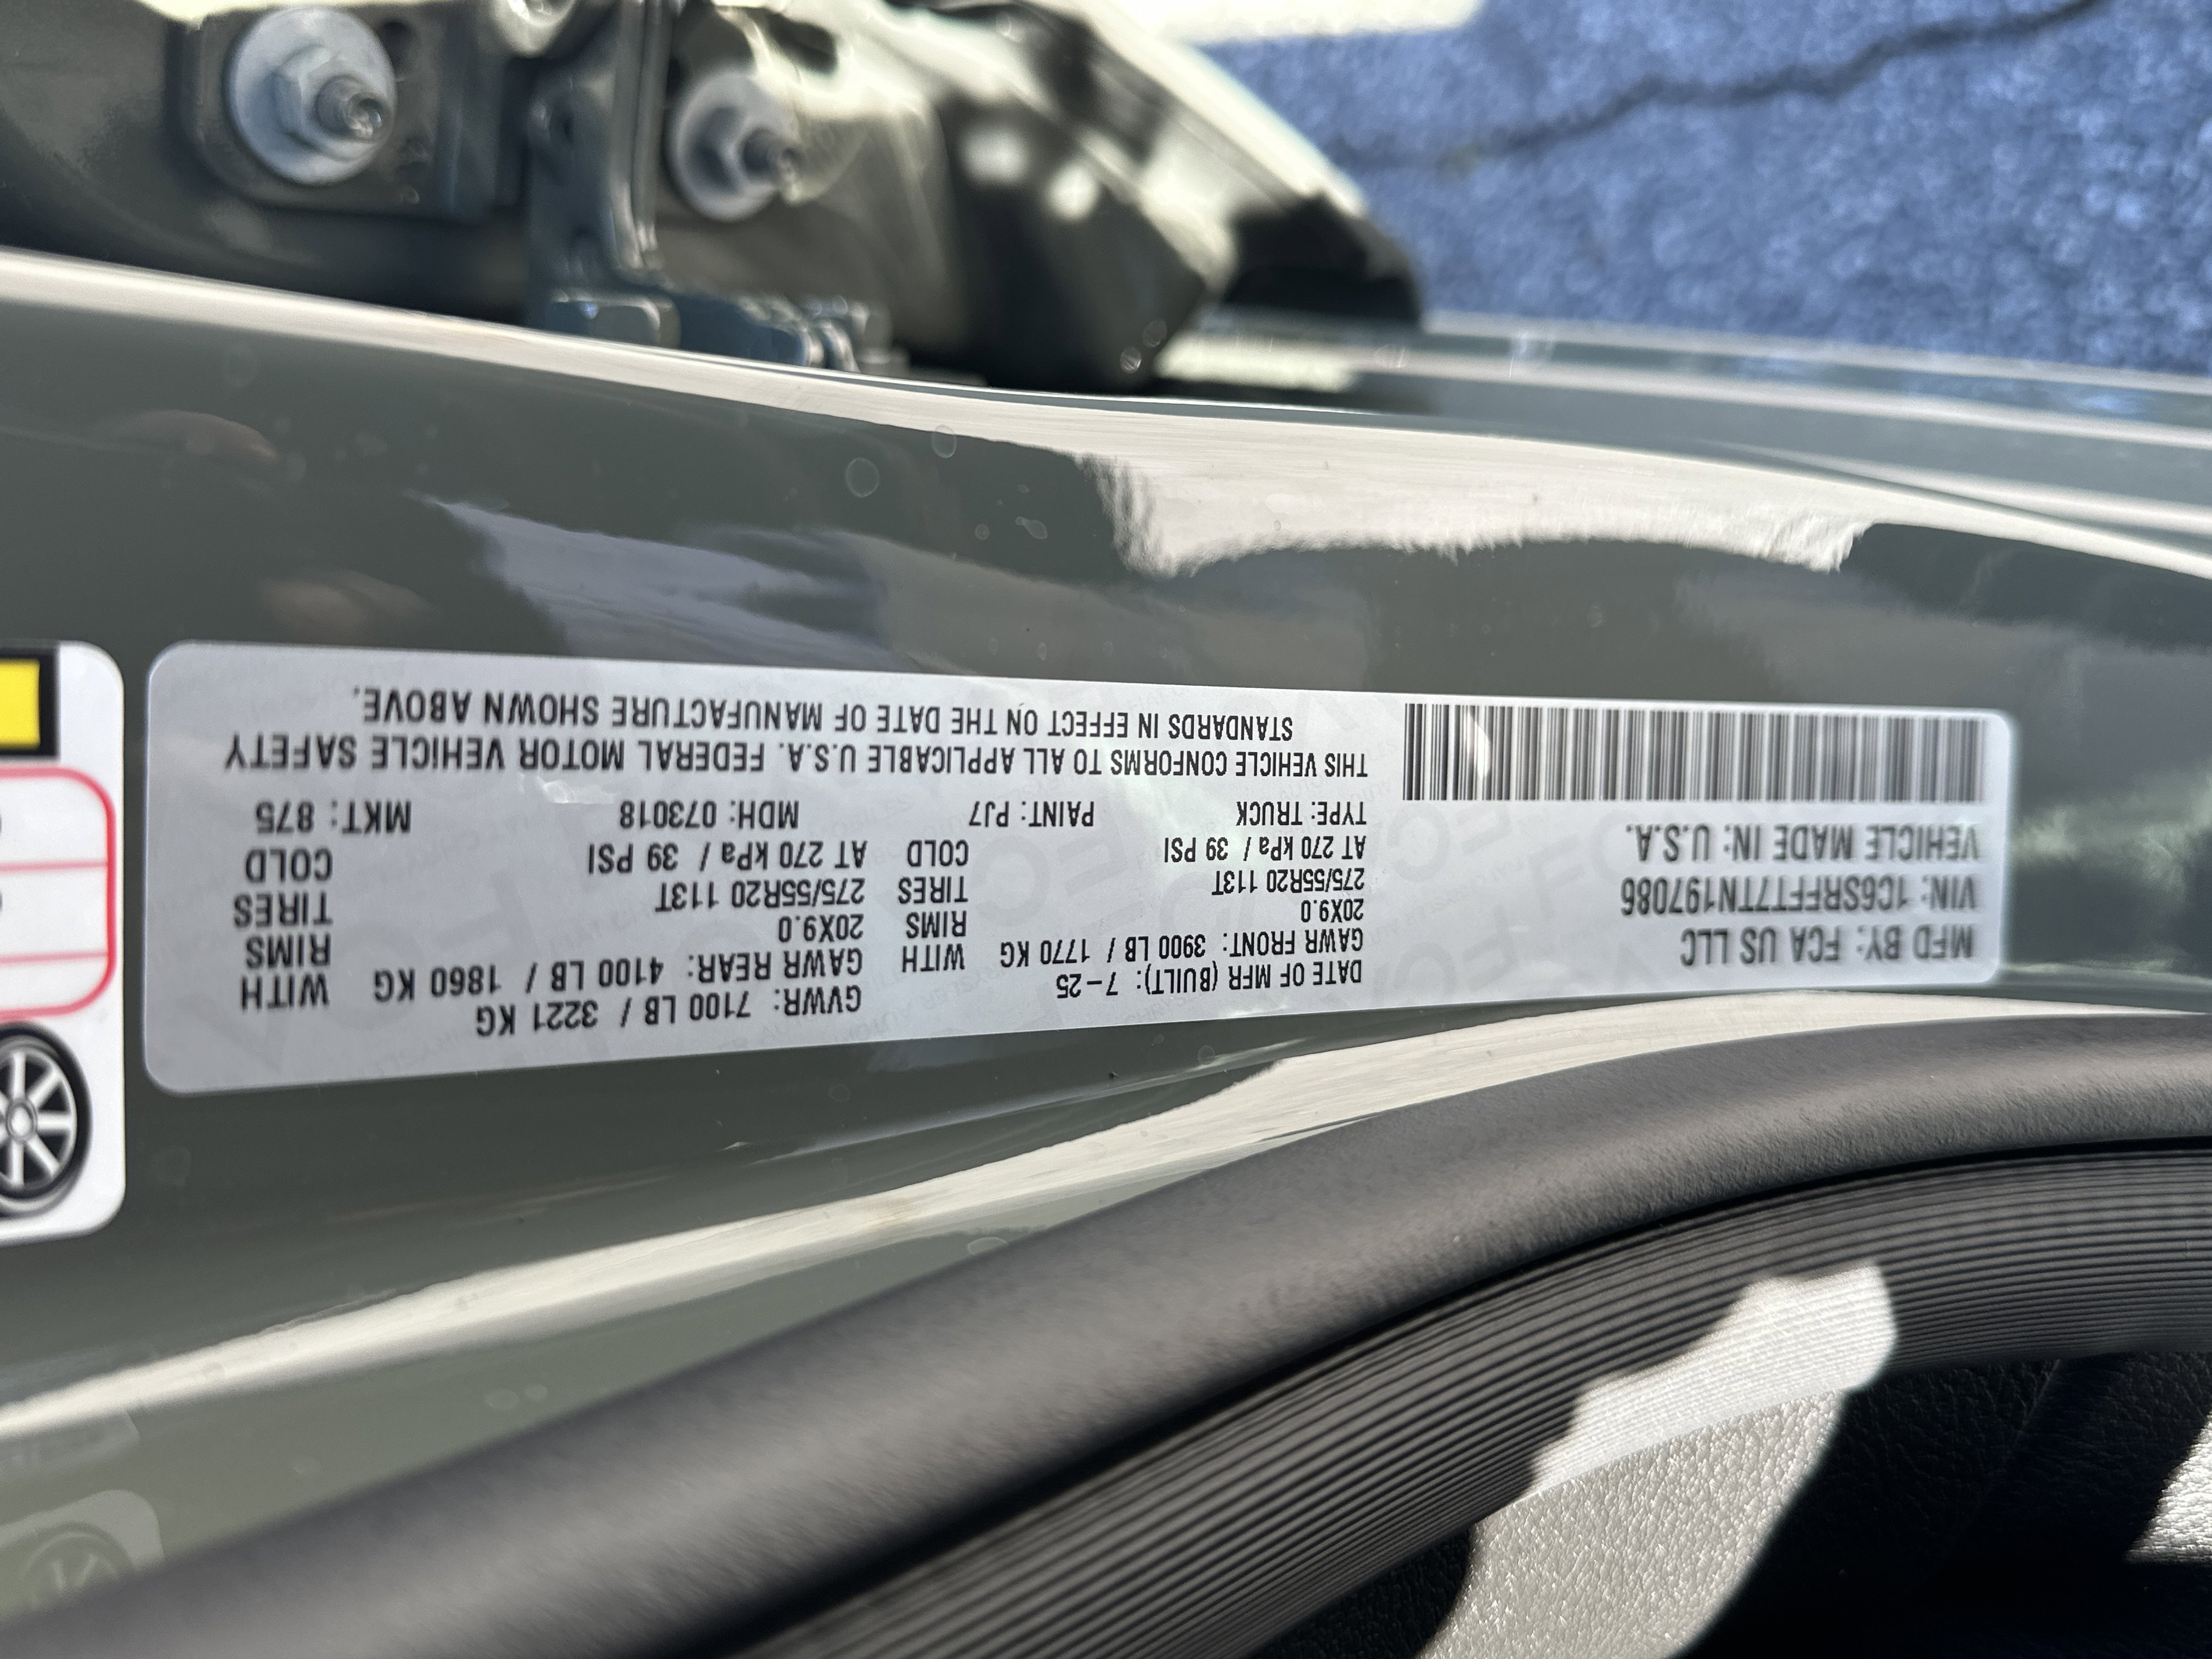 MFD BY: FCA US LLC
VIN: 1C6SRFFT7TN197086
VEHICLE MADE IN: U.S.A.
DATE OF MFR (BUILT): 7-25
GAWR FRONT: 3900 LB / 1770 KG WITH
20X9.0 RIMS
275/55R20 113T TIRES
AT 270 kPa / 39 PSI COLD
TYPE: TRUCK PAINT: PJ7
GVWR: 7100 LB / 3221 KG
GAWR REAR: 4100 LB / 1860 KG WITH
20X9.0 RIMS
275/55R20 113T TIRES
AT 270 kPa / 39 PSI COLD
MDH: 073018 MKT: 875
THIS VEHICLE CONFORMS TO ALL APPLICABLE U.S.A. FEDERAL MOTOR VEHICLE SAFETY
STANDARDS IN EFFECT ON THE DATE OF MANUFACTURE SHOWN ABOVE.